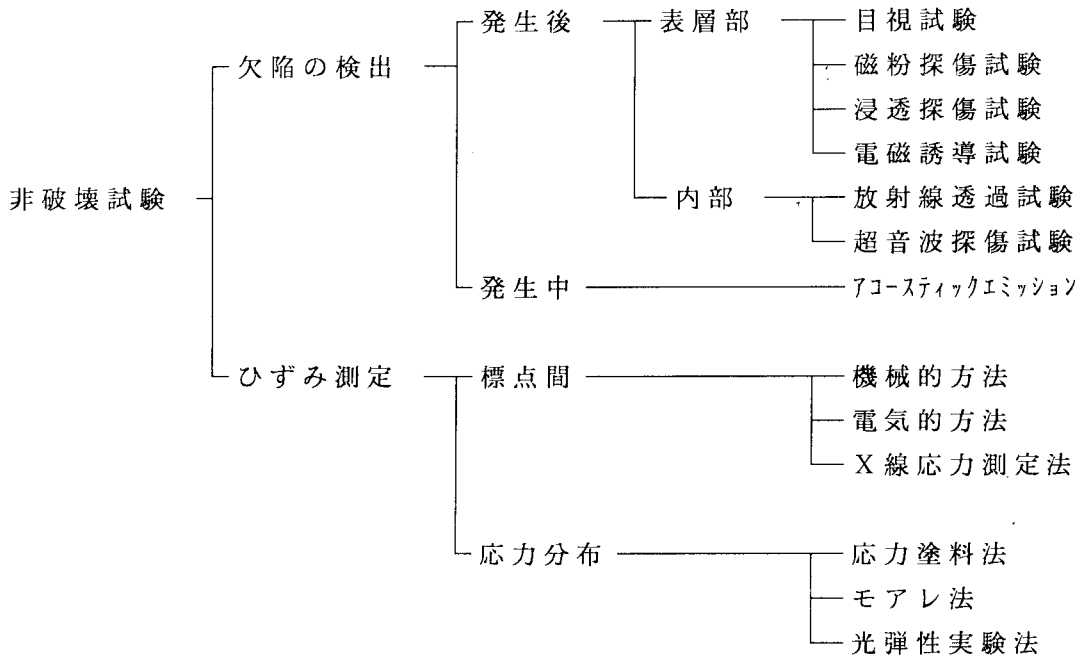 発生後 表層部 目視試験
欠陥の検出 磁粉探傷試験
浸透探傷試験
電磁誘導試験
非破壊試験 内部 放射線透過試験
超音波探傷試験
発生中 アコースティックエミッション
ひずみ測定 標点間 機械的方法
電気的方法
X線応力測定法
応力分布 応力塗料法
モアレ法
光弾性実験法